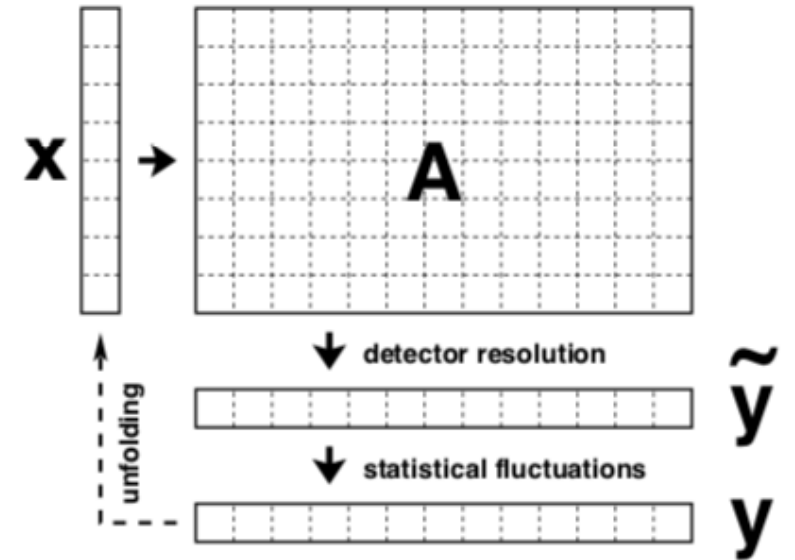 x
A
detector resolution
ỹ
unfolding
statistical fluctuations
y